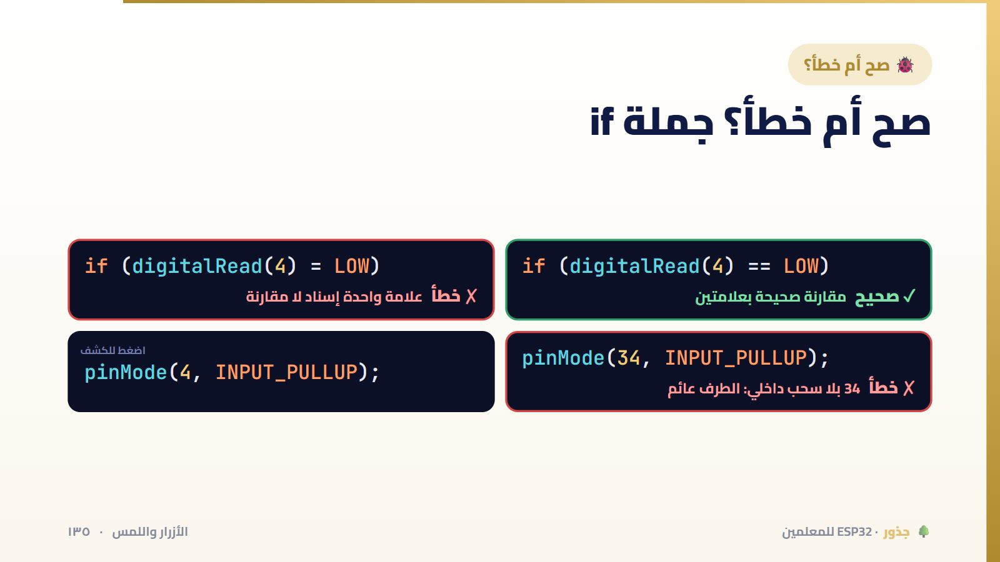 صح أم خطأ؟
صح أم خطأ؟ جملة if
if (digitalRead(4) == LOW)
✓ صحيح مقارنة صحيحة بعلامتين
if (digitalRead(4) = LOW)
✗ خطأ علامة واحدة إسناد لا مقارنة
pinMode(34, INPUT_PULLUP);
✗ خطأ 34 بلا سحب داخلي: الطرف عائم
اضغط للكشف
pinMode(4, INPUT_PULLUP);
جذور · ESP32 للمعلمين
الأزرار واللمس · ١٣٥